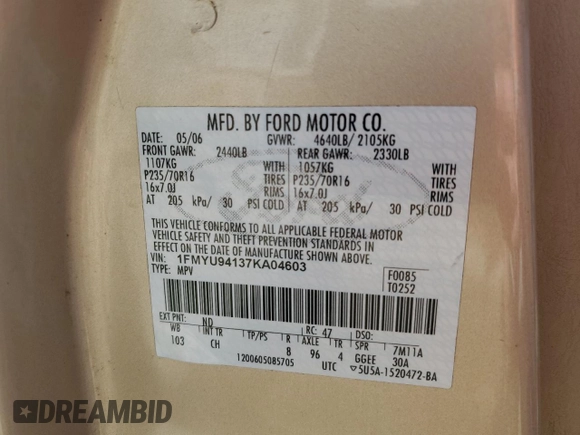 MFD. BY FORD MOTOR CO.
DATE: 05/06 GVWR: 4640LB/ 2105KG
FRONT GAWR: 2440LB REAR GAWR: 2330LB
1107KG WITH 1057KG WITH
P235/70R16 TIRES P235/70R16 TIRES
16x7.0J RIMS 16x7.0J RIMS
AT 205 kPa/ 30 PSI COLD AT 205 kPa/ 30 PSI COLD
THIS VEHICLE CONFORMS TO ALL APPLICABLE FEDERAL MOTOR
VEHICLE SAFETY AND THEFT PREVENTION STANDARDS IN
EFFECT ON THE DATE OF MANUFACTURE SHOWN ABOVE.
VIN: 1FMYU94137KA04603
TYPE: MPV
F0085
T0252
EXT PNT: ND RC: 47 DSO:
WB INT TR TP/PS R AXLE TR SPR 7M11A
103 CH 8 96 4 GGEE 30A
1200605085705 UTC ▽5U5A-1520472-BA
DREAMBID